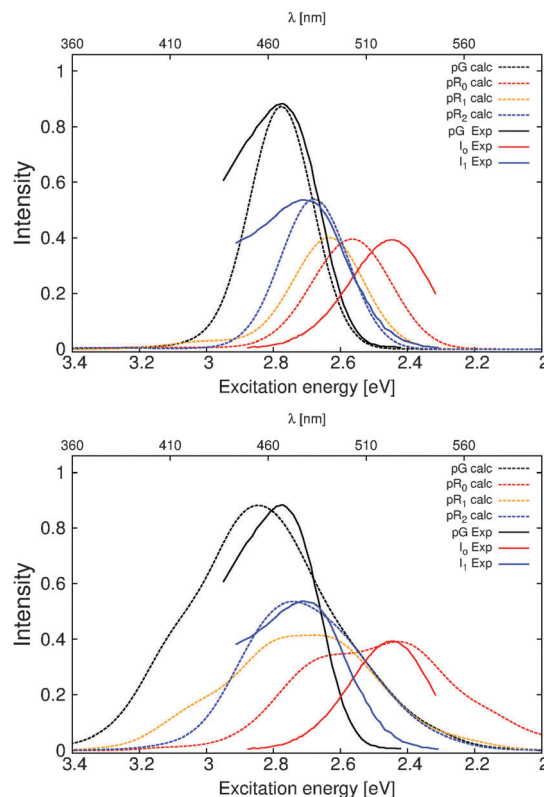 λ [nm]
360 410 460 510 560
pG calc
pR0 calc
pR1 calc
pR2 calc
pG Exp
Io Exp
I1 Exp
Intensity
1
0.8
0.6
0.4
0.2
0
3.4 3.2 3 2.8 2.6 2.4 2.2 2
Excitation energy [eV]
λ [nm]
360 410 460 510 560
pG calc
pR0 calc
pR1 calc
pR2 calc
pG Exp
Io Exp
I1 Exp
Intensity
1
0.8
0.6
0.4
0.2
0
3.4 3.2 3 2.8 2.6 2.4 2.2 2
Excitation energy [eV]